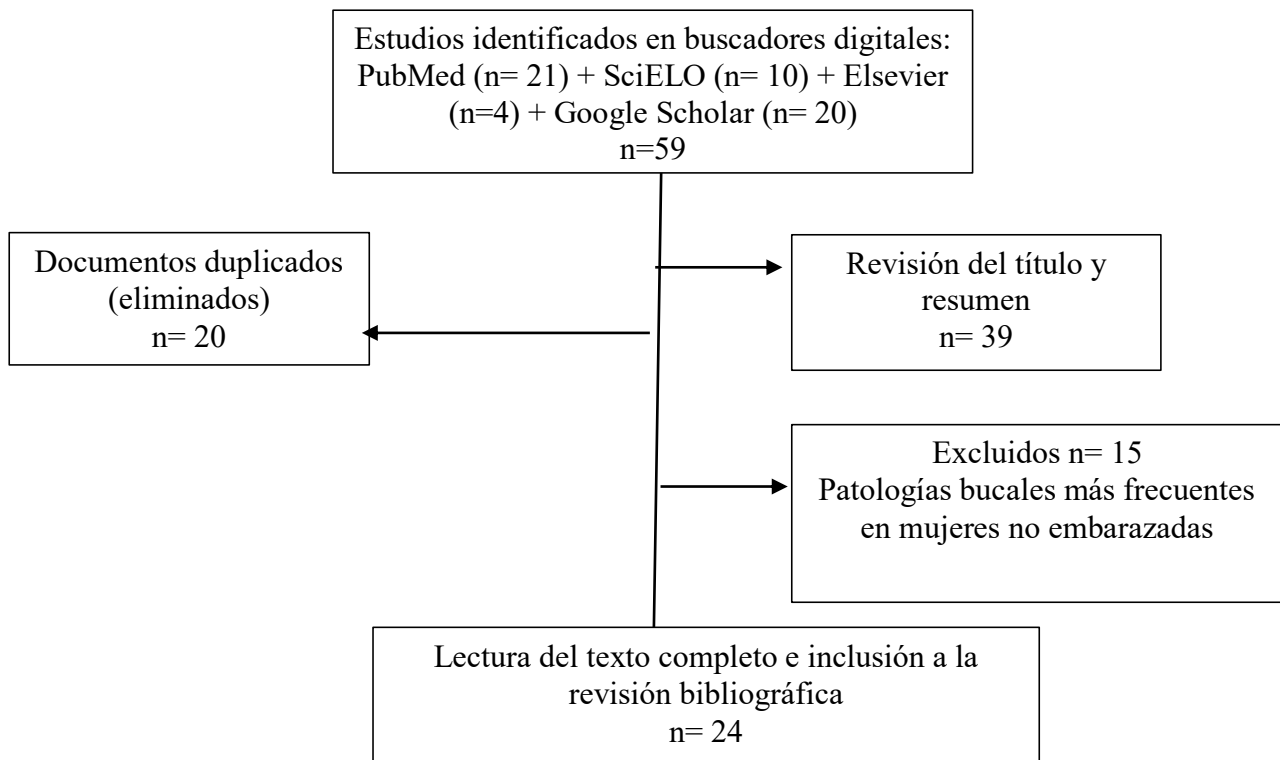 Estudios identificados en buscadores digitales:
PubMed (n= 21) + SciELO (n= 10) + Elsevier
(n=4) + Google Scholar (n= 20)
n=59
Documentos duplicados
(eliminados)
n= 20
Revisión del título y
resumen
n= 39
Excluidos n= 15
Patologías bucales más frecuentes
en mujeres no embarazadas
Lectura del texto completo e inclusión a la
revisión bibliográfica
n= 24